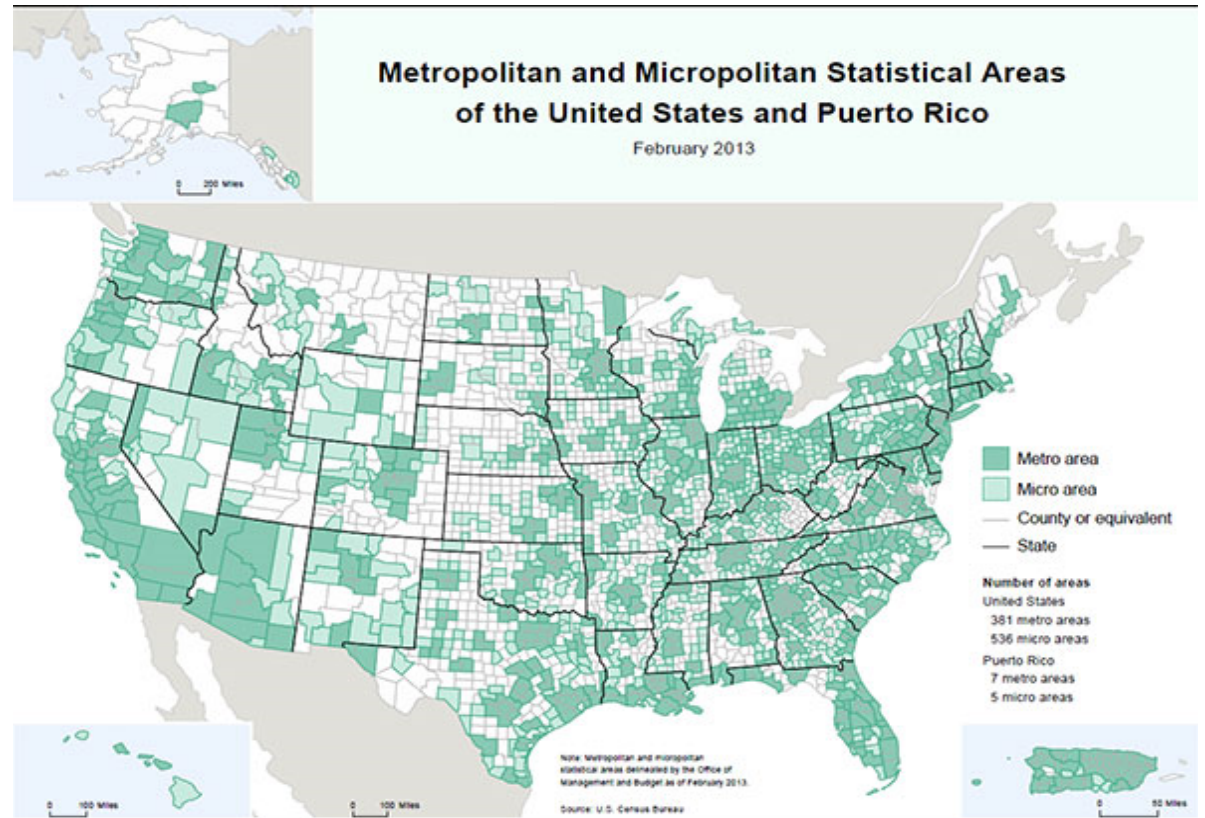 Metropolitan and Micropolitan Statistical Areas
of the United States and Puerto Rico
February 2013
0 200 Miles
Metro area
Micro area
County or equivalent
State
Number of areas
United States
381 metro areas
536 micro areas
Puerto Rico
7 metro areas
5 micro areas
Note: Metropolitan and micropolitan
statistical areas delineated by the Office of
Management and Budget as of February 2013.
Source: U.S. Census Bureau
0 100 Miles
0 100 Miles
0 50 Miles